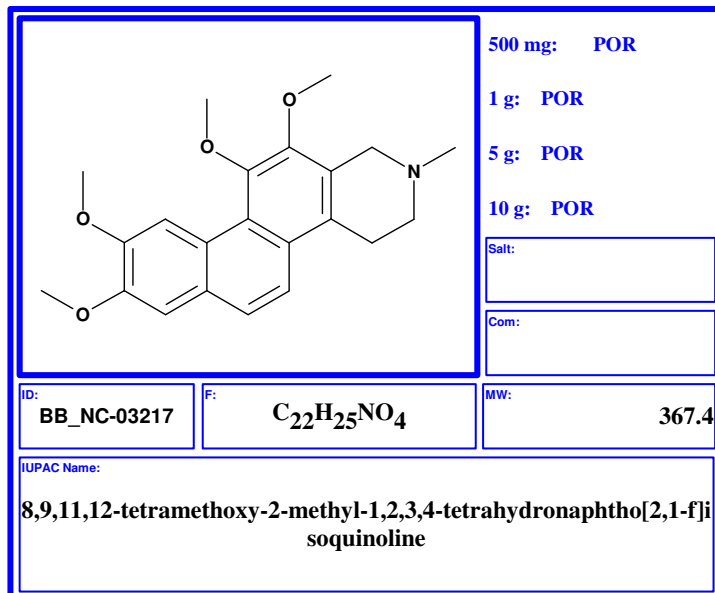 500 mg: POR
1 g: POR
5 g: POR
10 g: POR
O
O
N
O
O
Salt:
Com:
ID:
BB_NC-03217
F:
C22H25NO4
MW:
367.4
IUPAC Name:
8,9,11,12-tetramethoxy-2-methyl-1,2,3,4-tetrahydronaphtho[2,1-f]i
soquinoline